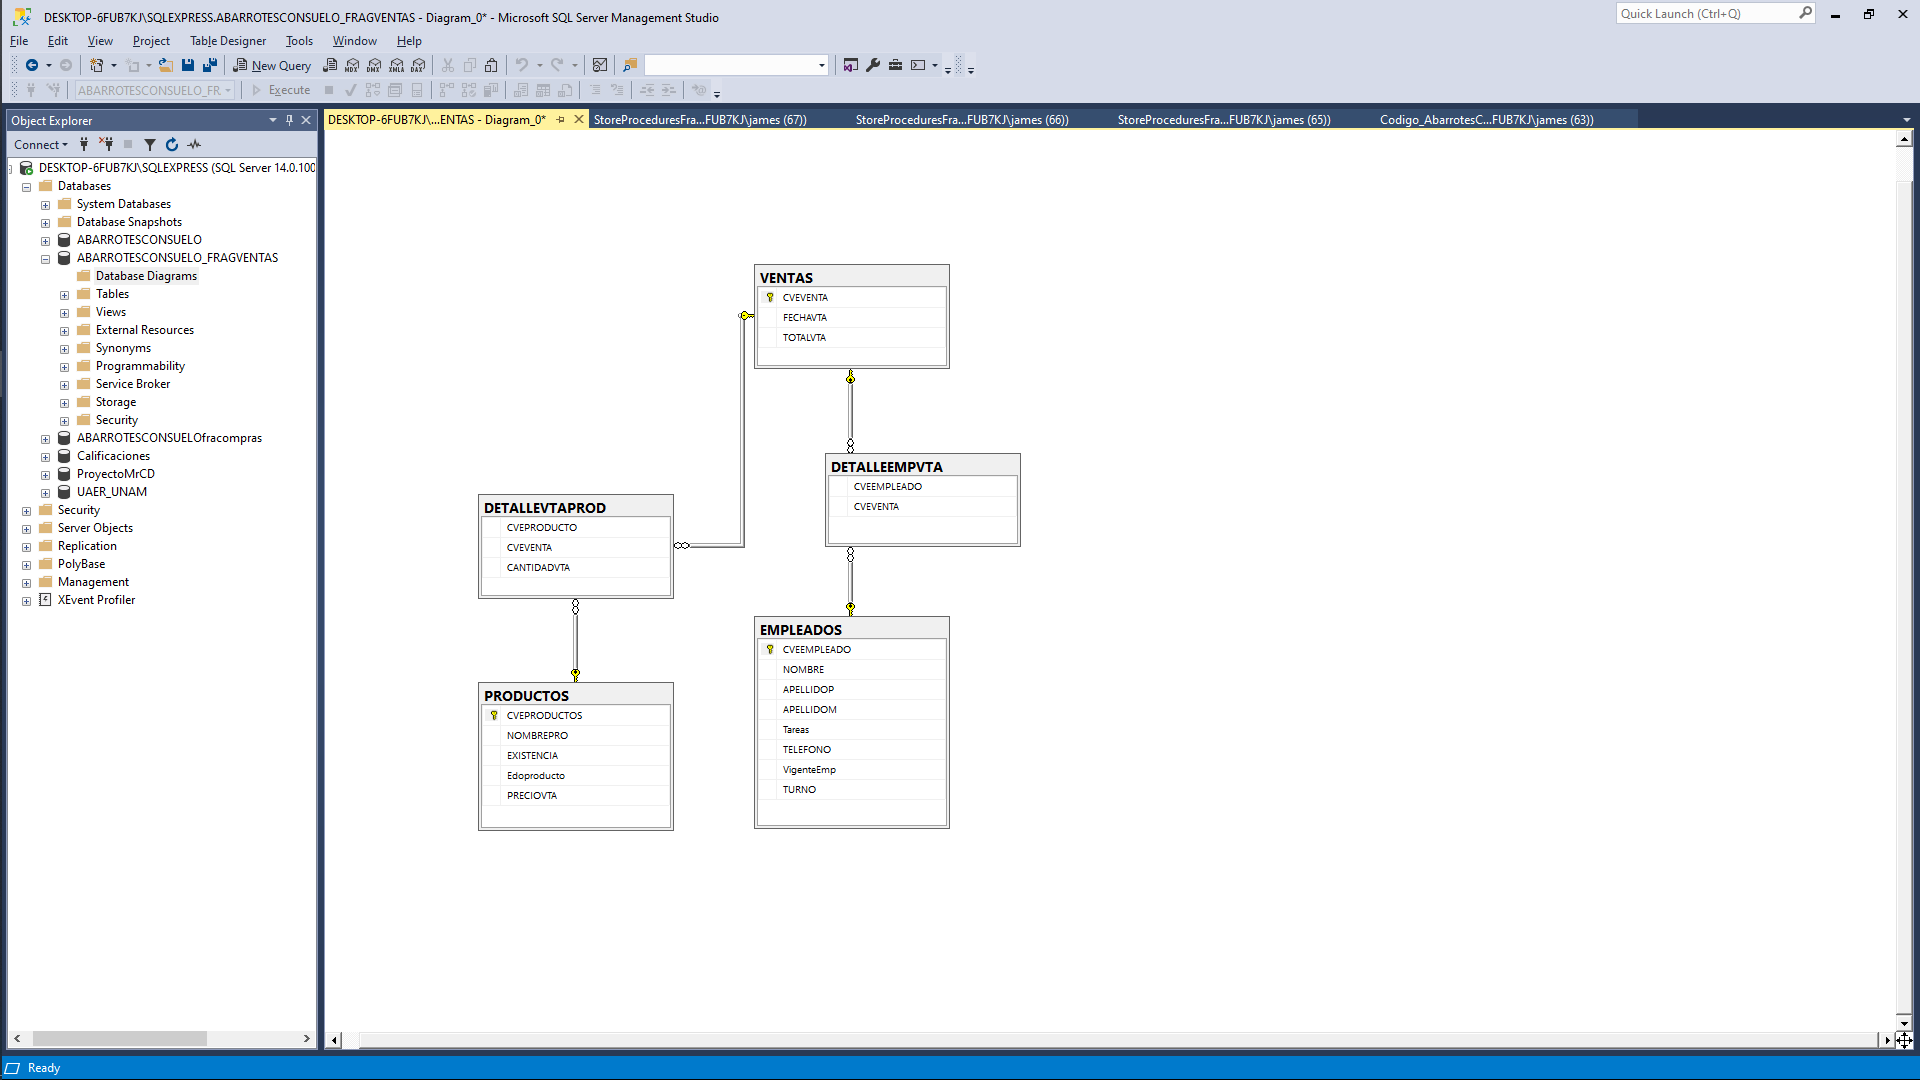 DESKTOP-6FUB7KJ\SQLEXPRESS.ABARROTESCONSUELO_FRAGVENTAS - Diagram_0* - Microsoft SQL Server Management Studio
Quick Launch (Ctrl+Q)
File Edit View Project Table Designer Tools Window Help
New Query MDX DMX XMLA DAX
ABARROTESCONSUELO_FR Execute
Object Explorer
DESKTOP-6FUB7KJ\...ENTAS - Diagram_0* StoreProceduresFra...FUB7KJ\james (67)) StoreProceduresFra...FUB7KJ\james (66)) StoreProceduresFra...FUB7KJ\james (65)) Codigo_AbarrotesC...FUB7KJ\james (63))
Connect
DESKTOP-6FUB7KJ\SQLEXPRESS (SQL Server 14.0.100
Databases
System Databases
Database Snapshots
ABARROTESCONSUELO
ABARROTESCONSUELO_FRAGVENTAS
Database Diagrams
Tables
Views
External Resources
Synonyms
Programmability
Service Broker
Storage
Security
ABARROTESCONSUELOfracompras
Calificaciones
ProyectoMrCD
UAER_UNAM
Security
Server Objects
Replication
PolyBase
Management
XEvent Profiler
VENTAS
CVEVENTA
FECHAVTA
TOTALVTA
DETALLEEMPVTA
CVEEMPLEADO
CVEVENTA
DETALLEVTAPROD
CVEPRODUCTO
CVEVENTA
CANTIDADVTA
EMPLEADOS
CVEEMPLEADO
NOMBRE
APELLIDOP
APELLIDOM
Tareas
TELEFONO
VigenteEmp
TURNO
PRODUCTOS
CVEPRODUCTOS
NOMBREPRO
EXISTENCIA
Edoproducto
PRECIOVTA
Ready